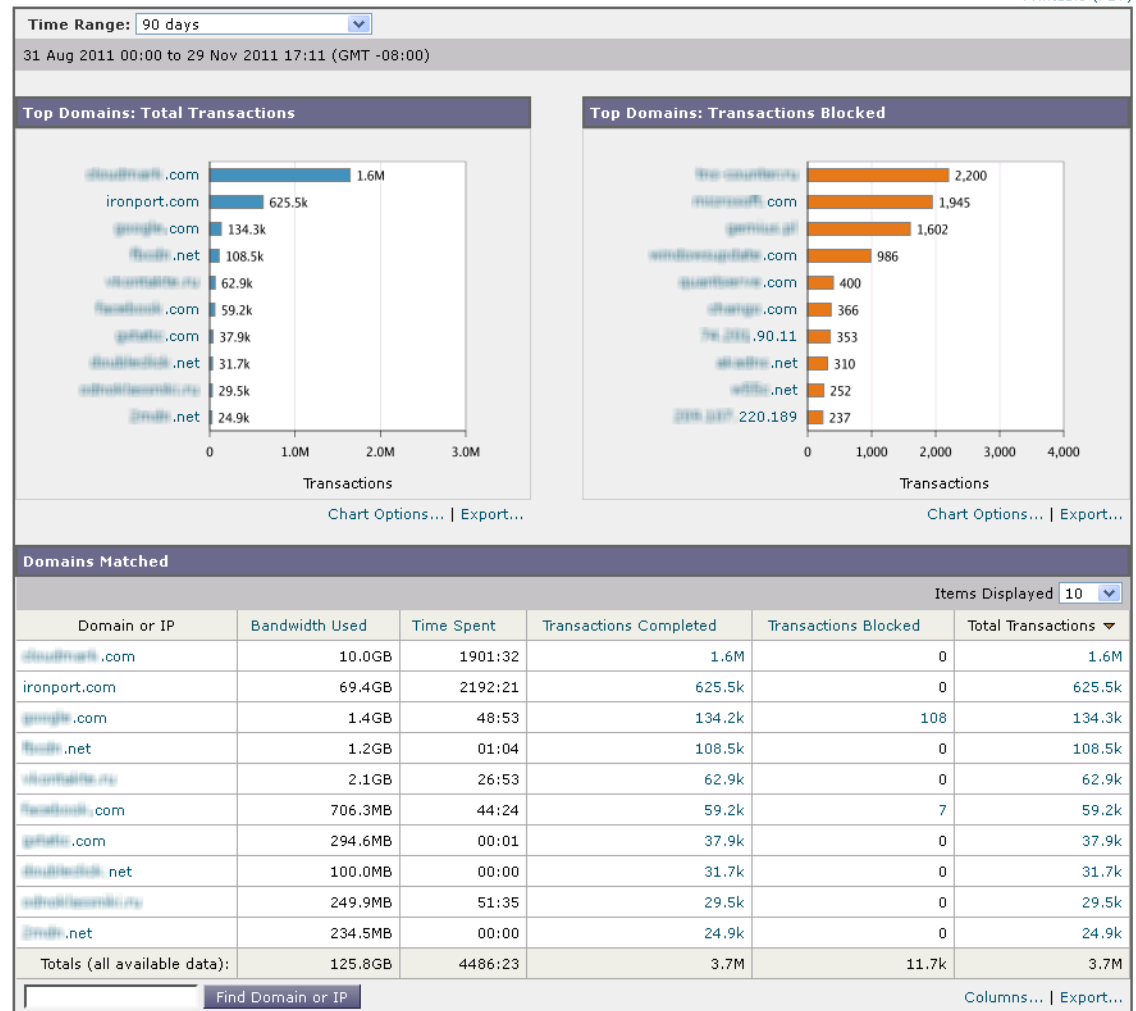 Time Range: 90 days
31 Aug 2011 00:00 to 29 Nov 2011 17:11 (GMT -08:00)
Top Domains: Total Transactions
.com 1.6M
ironport.com 625.5k
.com 134.3k
.net 108.5k
62.9k
.com 59.2k
.com 37.9k
.net 31.7k
29.5k
.net 24.9k
0 1.0M 2.0M 3.0M
Transactions
Chart Options... | Export...
Top Domains: Transactions Blocked
2,200
.com 1,945
1,602
.com 986
.com 400
.com 366
.90.11 353
.net 310
.net 252
220.189 237
0 1,000 2,000 3,000 4,000
Transactions
Chart Options... | Export...
Domains Matched
Items Displayed 10
Domain or IP Bandwidth Used Time Spent Transactions Completed Transactions Blocked Total Transactions
.com 10.0GB 1901:32 1.6M 0 1.6M
ironport.com 69.4GB 2192:21 625.5k 0 625.5k
.com 1.4GB 48:53 134.2k 108 134.3k
.net 1.2GB 01:04 108.5k 0 108.5k
2.1GB 26:53 62.9k 0 62.9k
.com 706.3MB 44:24 59.2k 7 59.2k
.com 294.6MB 00:01 37.9k 0 37.9k
net 100.0MB 00:00 31.7k 0 31.7k
249.9MB 51:35 29.5k 0 29.5k
.net 234.5MB 00:00 24.9k 0 24.9k
Totals (all available data): 125.8GB 4486:23 3.7M 11.7k 3.7M
Find Domain or IP
Columns... | Export...